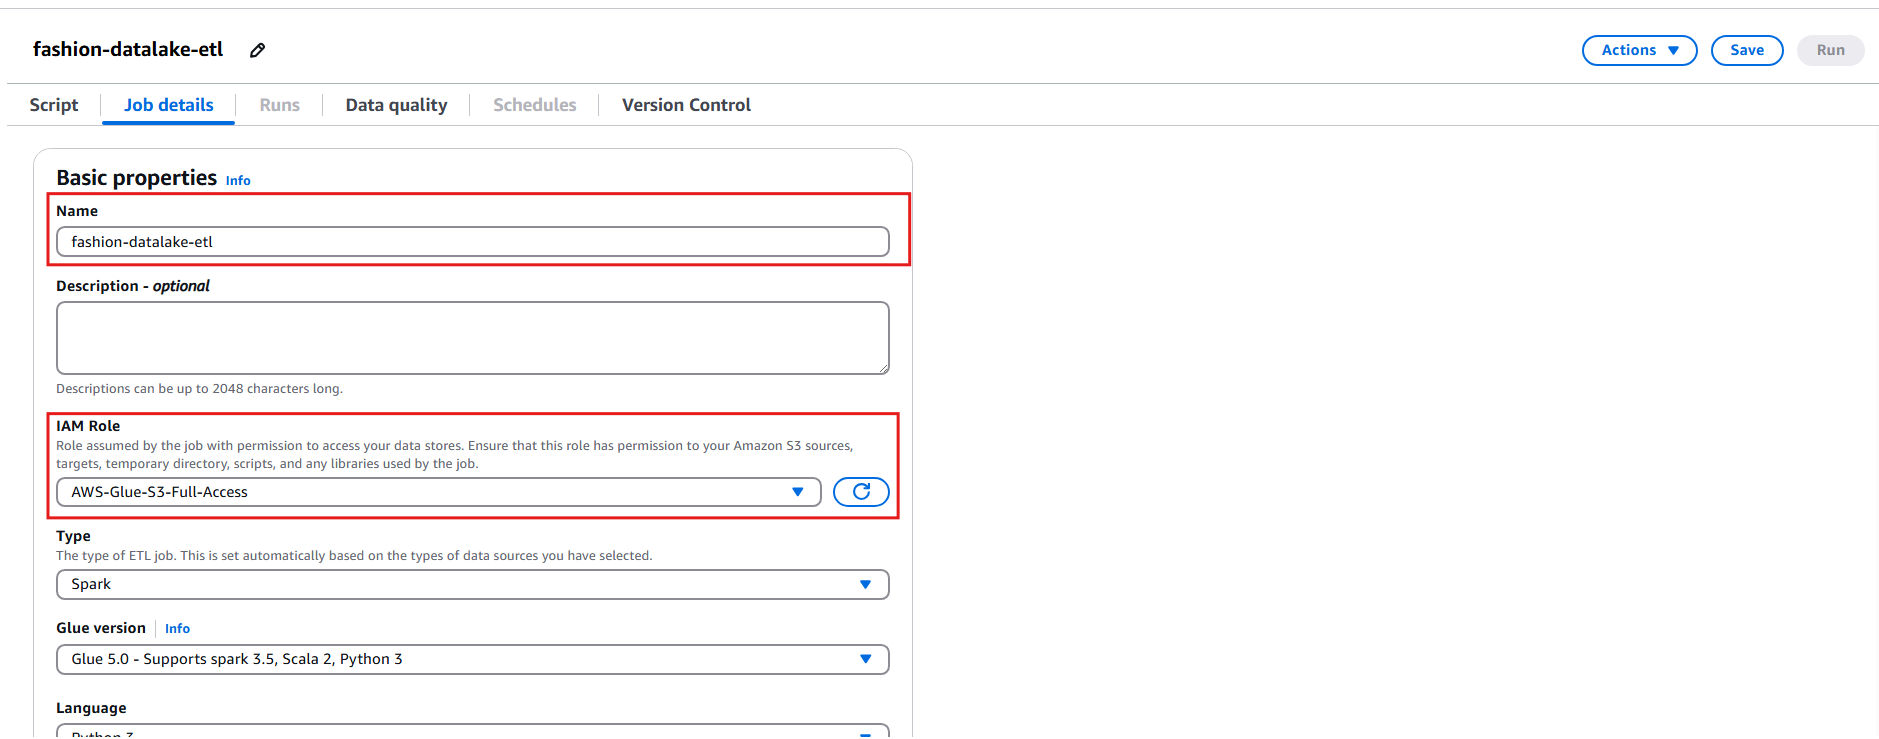 fashion-datalake-etl
Actions
Save
Run
Script
Job details
Runs
Data quality
Schedules
Version Control
Basic properties Info
Name
fashion-datalake-etl
Description - optional
Descriptions can be up to 2048 characters long.
IAM Role
Role assumed by the job with permission to access your data stores. Ensure that this role has permission to your Amazon S3 sources,
targets, temporary directory, scripts, and any libraries used by the job.
AWS-Glue-S3-Full-Access
Type
The type of ETL job. This is set automatically based on the types of data sources you have selected.
Spark
Glue version Info
Glue 5.0 - Supports spark 3.5, Scala 2, Python 3
Language
Python 3